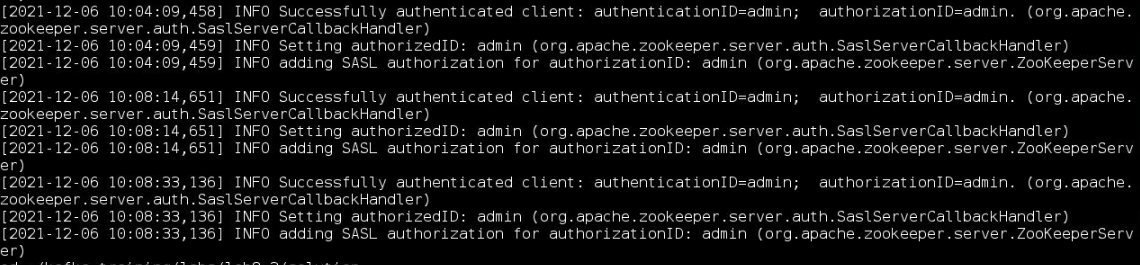 [2021-12-06 10:04:09,458] INFO Successfully authenticated client: authenticationID=admin;  authorizationID=admin. (org.apache.
zookeeper.server.auth.SaslServerCallbackHandler)
[2021-12-06 10:04:09,459] INFO Setting authorizedID: admin (org.apache.zookeeper.server.auth.SaslServerCallbackHandler)
[2021-12-06 10:04:09,459] INFO adding SASL authorization for authorizationID: admin (org.apache.zookeeper.server.ZooKeeperServ
er)
[2021-12-06 10:08:14,651] INFO Successfully authenticated client: authenticationID=admin;  authorizationID=admin. (org.apache.
zookeeper.server.auth.SaslServerCallbackHandler)
[2021-12-06 10:08:14,651] INFO Setting authorizedID: admin (org.apache.zookeeper.server.auth.SaslServerCallbackHandler)
[2021-12-06 10:08:14,651] INFO adding SASL authorization for authorizationID: admin (org.apache.zookeeper.server.ZooKeeperServ
er)
[2021-12-06 10:08:33,136] INFO Successfully authenticated client: authenticationID=admin;  authorizationID=admin. (org.apache.
zookeeper.server.auth.SaslServerCallbackHandler)
[2021-12-06 10:08:33,136] INFO Setting authorizedID: admin (org.apache.zookeeper.server.auth.SaslServerCallbackHandler)
[2021-12-06 10:08:33,136] INFO adding SASL authorization for authorizationID: admin (org.apache.zookeeper.server.ZooKeeperServ
er)